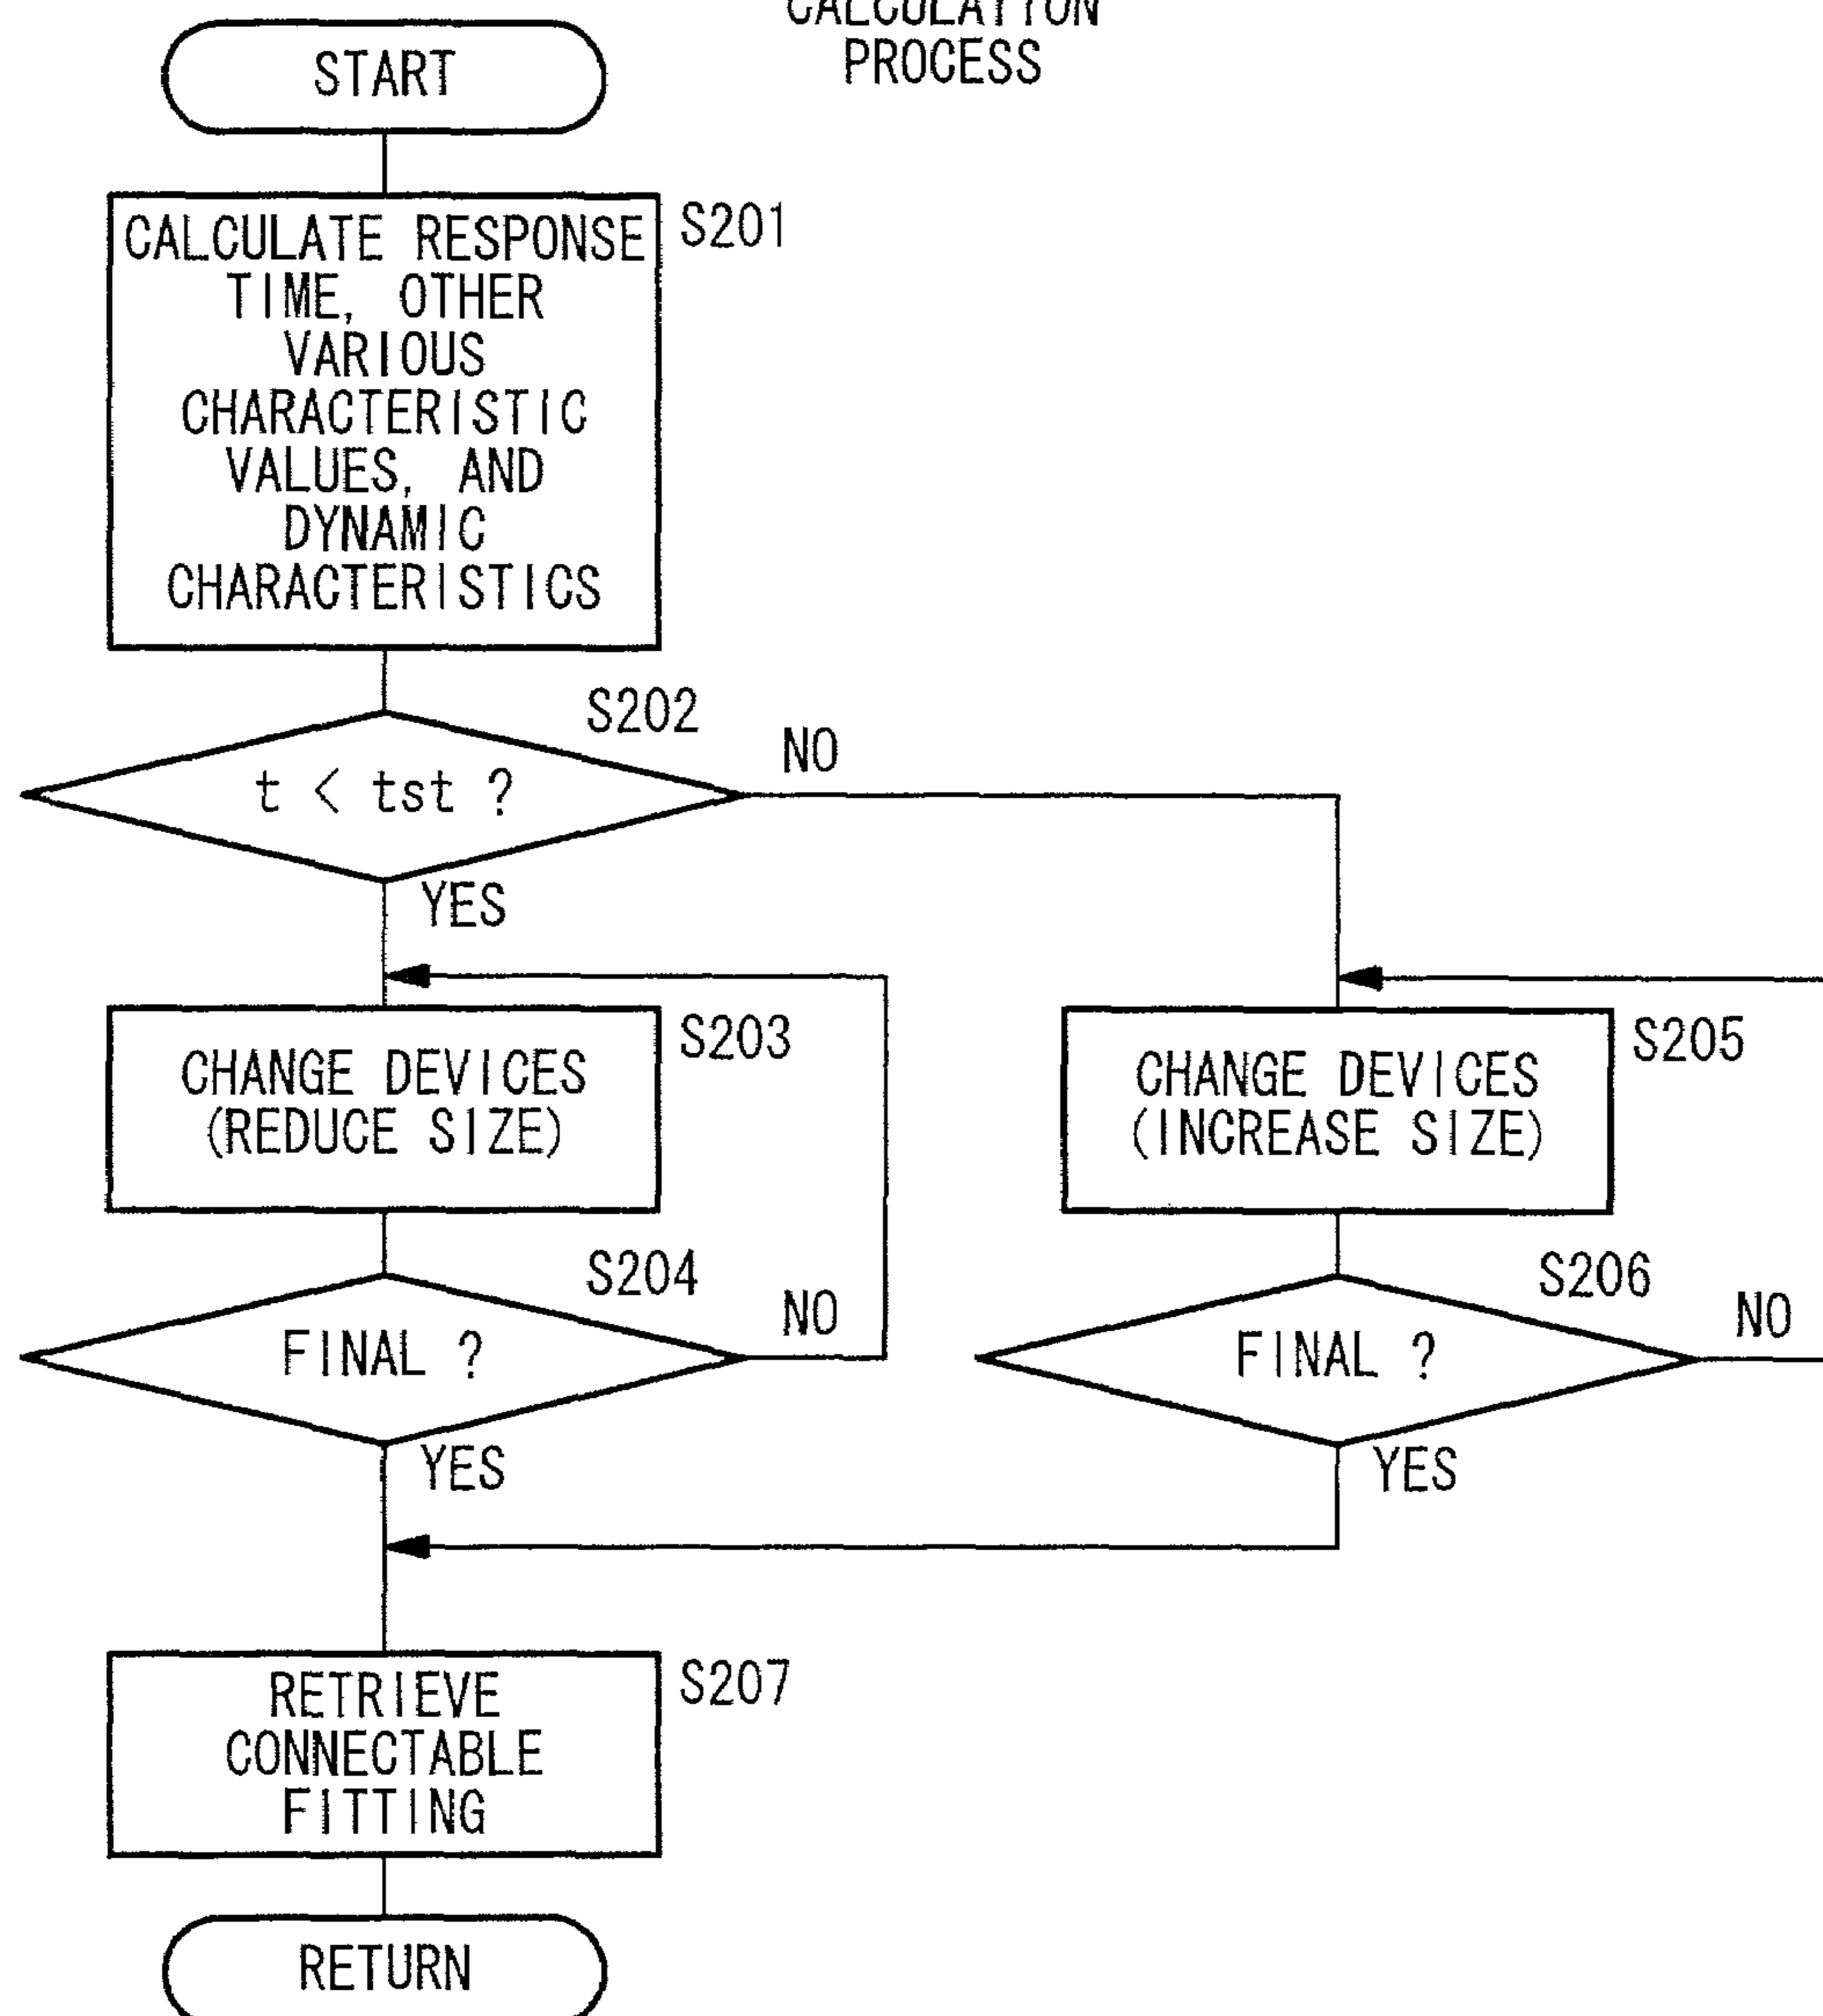 CALCULATION
PROCESS
START
CALCULATE RESPONSE
TIME, OTHER
VARIOUS
CHARACTERISTIC
VALUES, AND
DYNAMIC
CHARACTERISTICS
S201
S202
t < tst ?
NO
YES
S203
CHANGE DEVICES
(REDUCE SIZE)
S205
CHANGE DEVICES
(INCREASE SIZE)
S204
FINAL ?
NO
YES
S206
FINAL ?
NO
YES
S207
RETRIEVE
CONNECTABLE
FITTING
RETURN